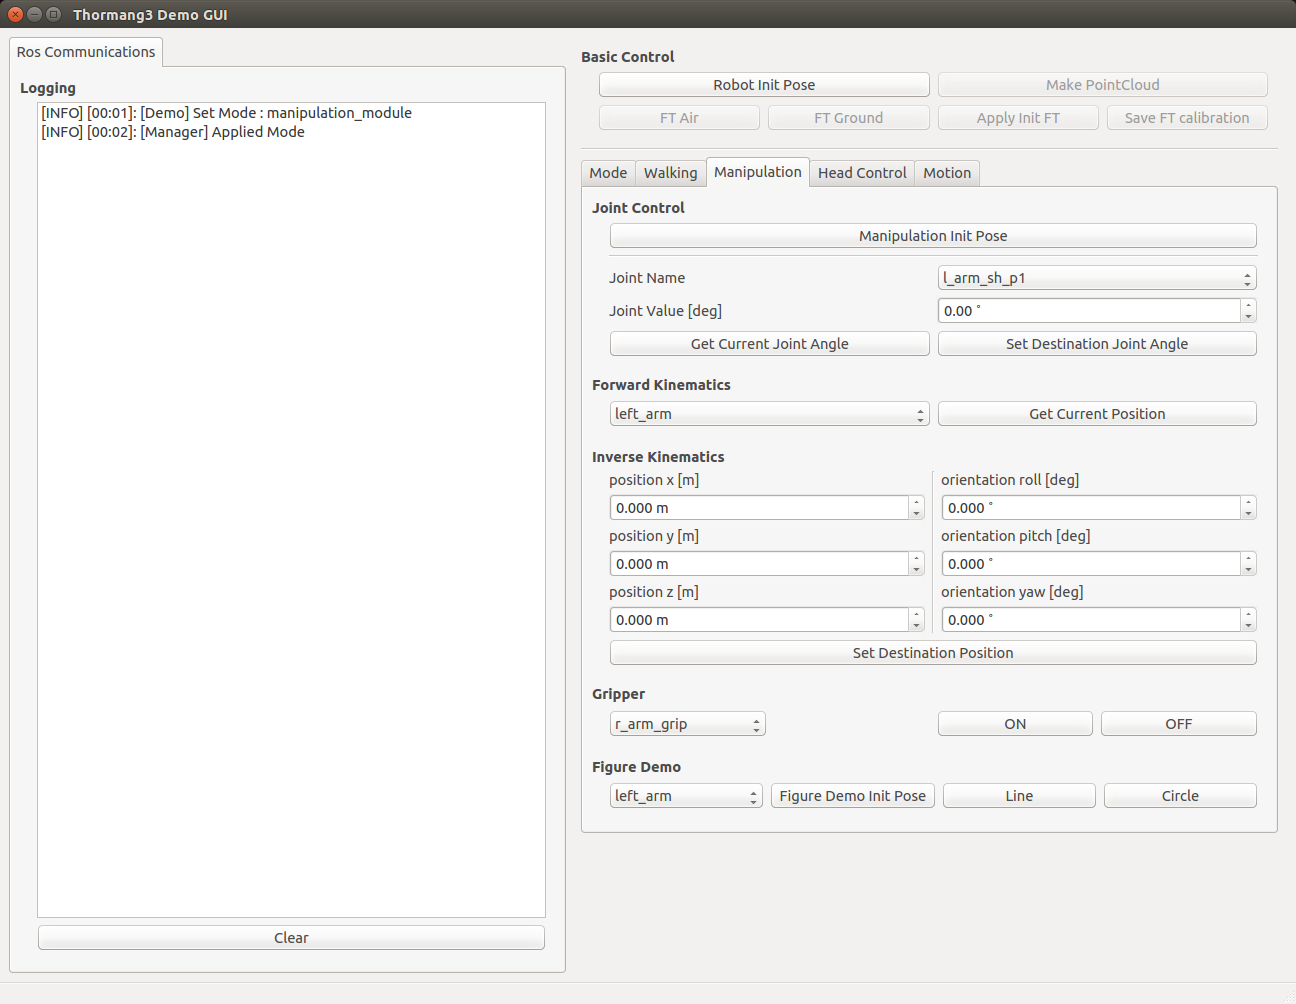 Thormang3 Demo GUI
Ros Communications
Logging
[INFO] [00:01]: [Demo] Set Mode : manipulation_module
[INFO] [00:02]: [Manager] Applied Mode
Clear
Basic Control
Robot Init Pose Make PointCloud
FT Air FT Ground Apply Init FT Save FT calibration
Mode Walking Manipulation Head Control Motion
Joint Control
Manipulation Init Pose
Joint Name l_arm_sh_p1
Joint Value [deg] 0.00 °
Get Current Joint Angle Set Destination Joint Angle
Forward Kinematics
left_arm Get Current Position
Inverse Kinematics
position x [m] orientation roll [deg]
0.000 m 0.000 °
position y [m] orientation pitch [deg]
0.000 m 0.000 °
position z [m] orientation yaw [deg]
0.000 m 0.000 °
Set Destination Position
Gripper
r_arm_grip ON OFF
Figure Demo
left_arm Figure Demo Init Pose Line Circle